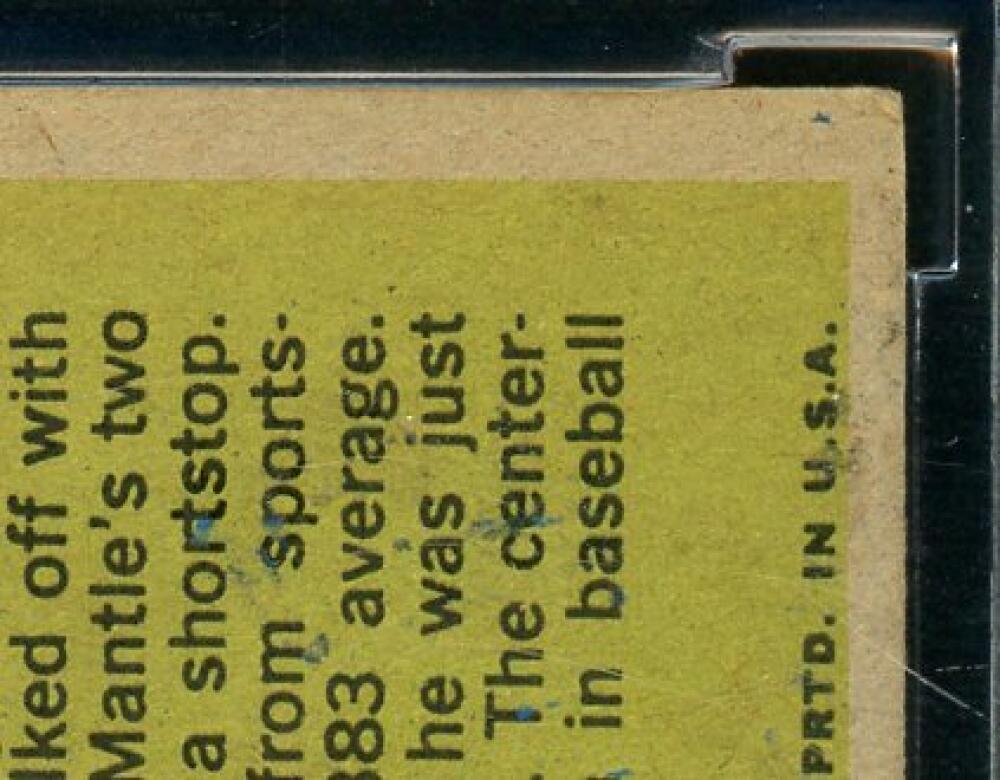 lked off with
Mantle's two
a shortstop.
from sports-
383 average.
he was just
. The center-
in baseball
PRTD. IN U.S.A.